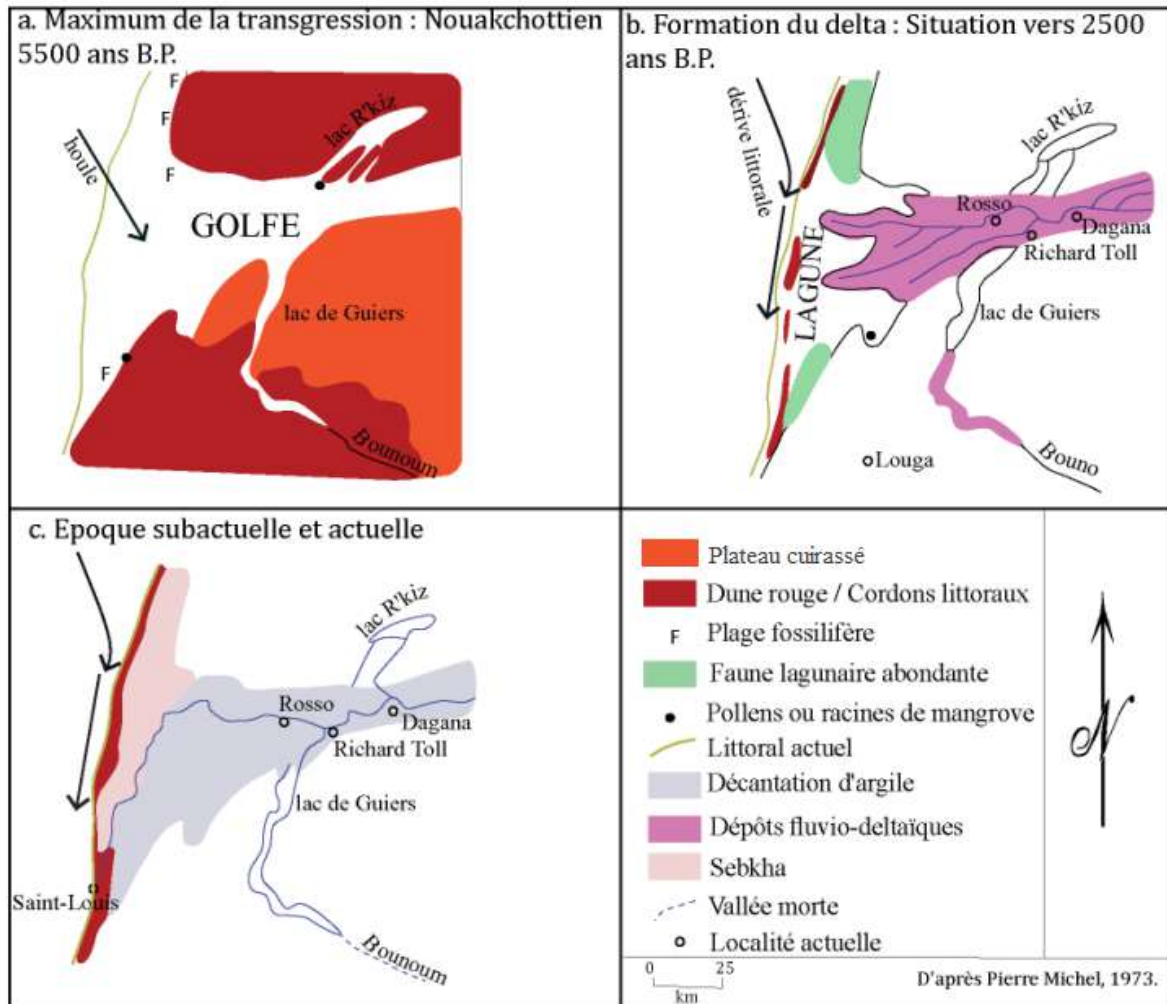 a. Maximum de la transgression : Nouakchottien
5500 ans B.P.
F
F
F
houle
lac R'kiz
GOLFE
lac de Guiers
F
Bounoum
b. Formation du delta : Situation vers 2500
ans B.P.
dérive littorale
lac R'kiz
LAGUNE
Rosso
Dagana
Richard Toll
lac de Guiers
Louga
Bouno
c. Epoque subactuelle et actuelle
lac R'kiz
Rosso
Dagana
Richard Toll
lac de Guiers
Saint-Louis
Bounoum
Plateau cuirassé
Dune rouge / Cordons littoraux
F Plage fossilifère
Faune lagunaire abondante
Pollens ou racines de mangrove
Littoral actuel
Décantation d'argile
Dépôts fluvio-deltaïques
Sebkha
Vallée morte
Localité actuelle
0 25
km
N
D'après Pierre Michel, 1973.